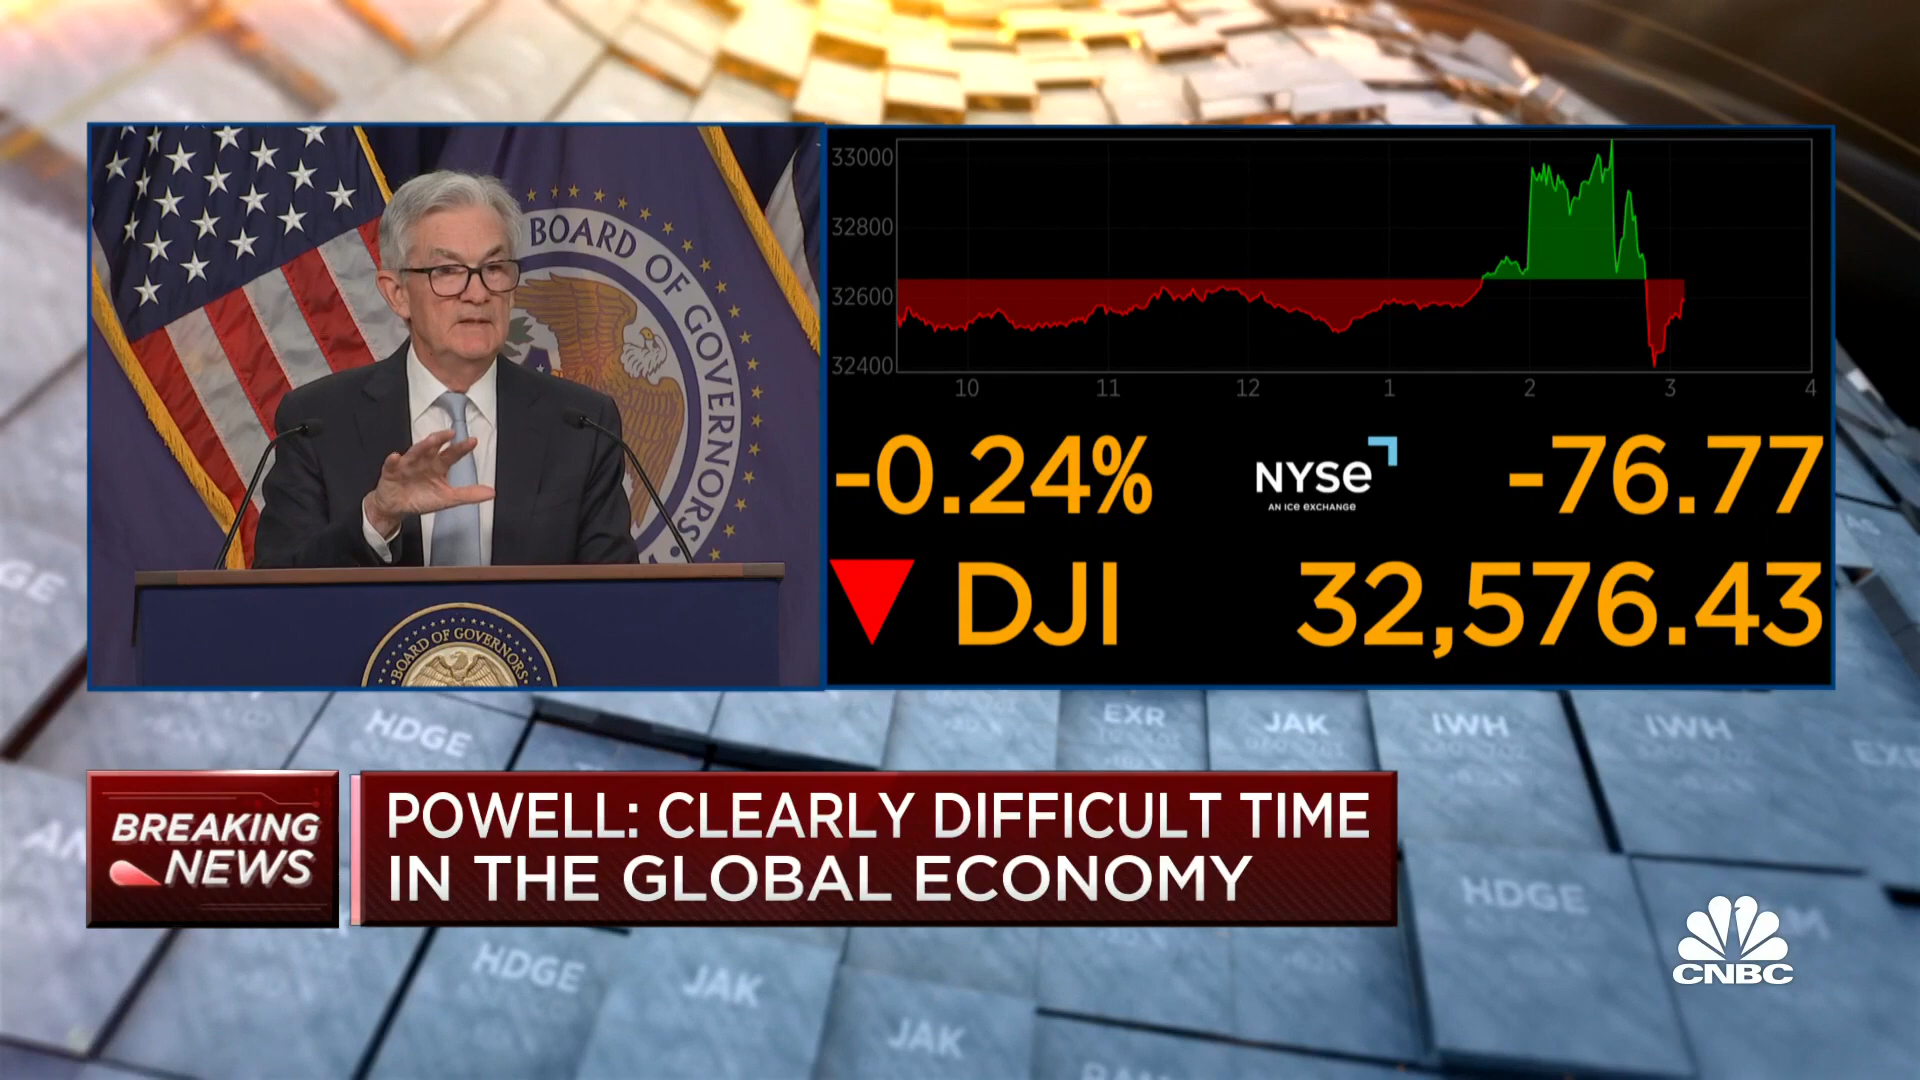 BOARD OF GOVERNORS
BOARD OF GOVERNORS
33000
32800
32600
32400
10 11 12 1 2 3 4
-0.24% NYSE -76.77
AN ICE EXCHANGE
DJI 32,576.43
GE
HDGE EXR JAK IWH IWH
BREAKING
NEWS
POWELL: CLEARLY DIFFICULT TIME
IN THE GLOBAL ECONOMY
HDGE
HDGE JAK
JAK
CNBC